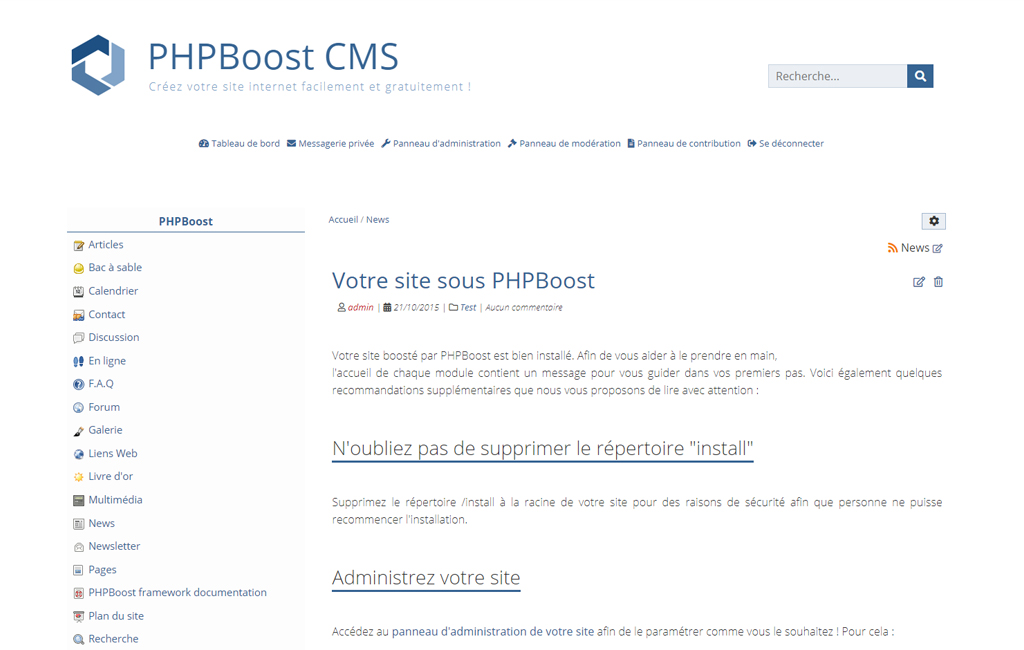 PHPBoost CMS
Créez votre site internet facilement et gratuitement !
Recherche...
Tableau de bord Messagerie privée Panneau d'administration Panneau de modération Panneau de contribution Se déconnecter
PHPBoost
Articles
Bac à sable
Calendrier
Contact
Discussion
En ligne
F.A.Q
Forum
Galerie
Liens Web
Livre d'or
Multimédia
News
Newsletter
Pages
PHPBoost framework documentation
Plan du site
Recherche
Accueil / News
News
Votre site sous PHPBoost
admin | 21/10/2015 | Test | Aucun commentaire
Votre site boosté par PHPBoost est bien installé. Afin de vous aider à le prendre en main,
l'accueil de chaque module contient un message pour vous guider dans vos premiers pas. Voici également quelques
recommandations supplémentaires que nous vous proposons de lire avec attention :
N'oubliez pas de supprimer le répertoire "install"
Supprimez le répertoire /install à la racine de votre site pour des raisons de sécurité afin que personne ne puisse
recommencer l'installation.
Administrez votre site
Accédez au panneau d'administration de votre site afin de le paramétrer comme vous le souhaitez ! Pour cela :